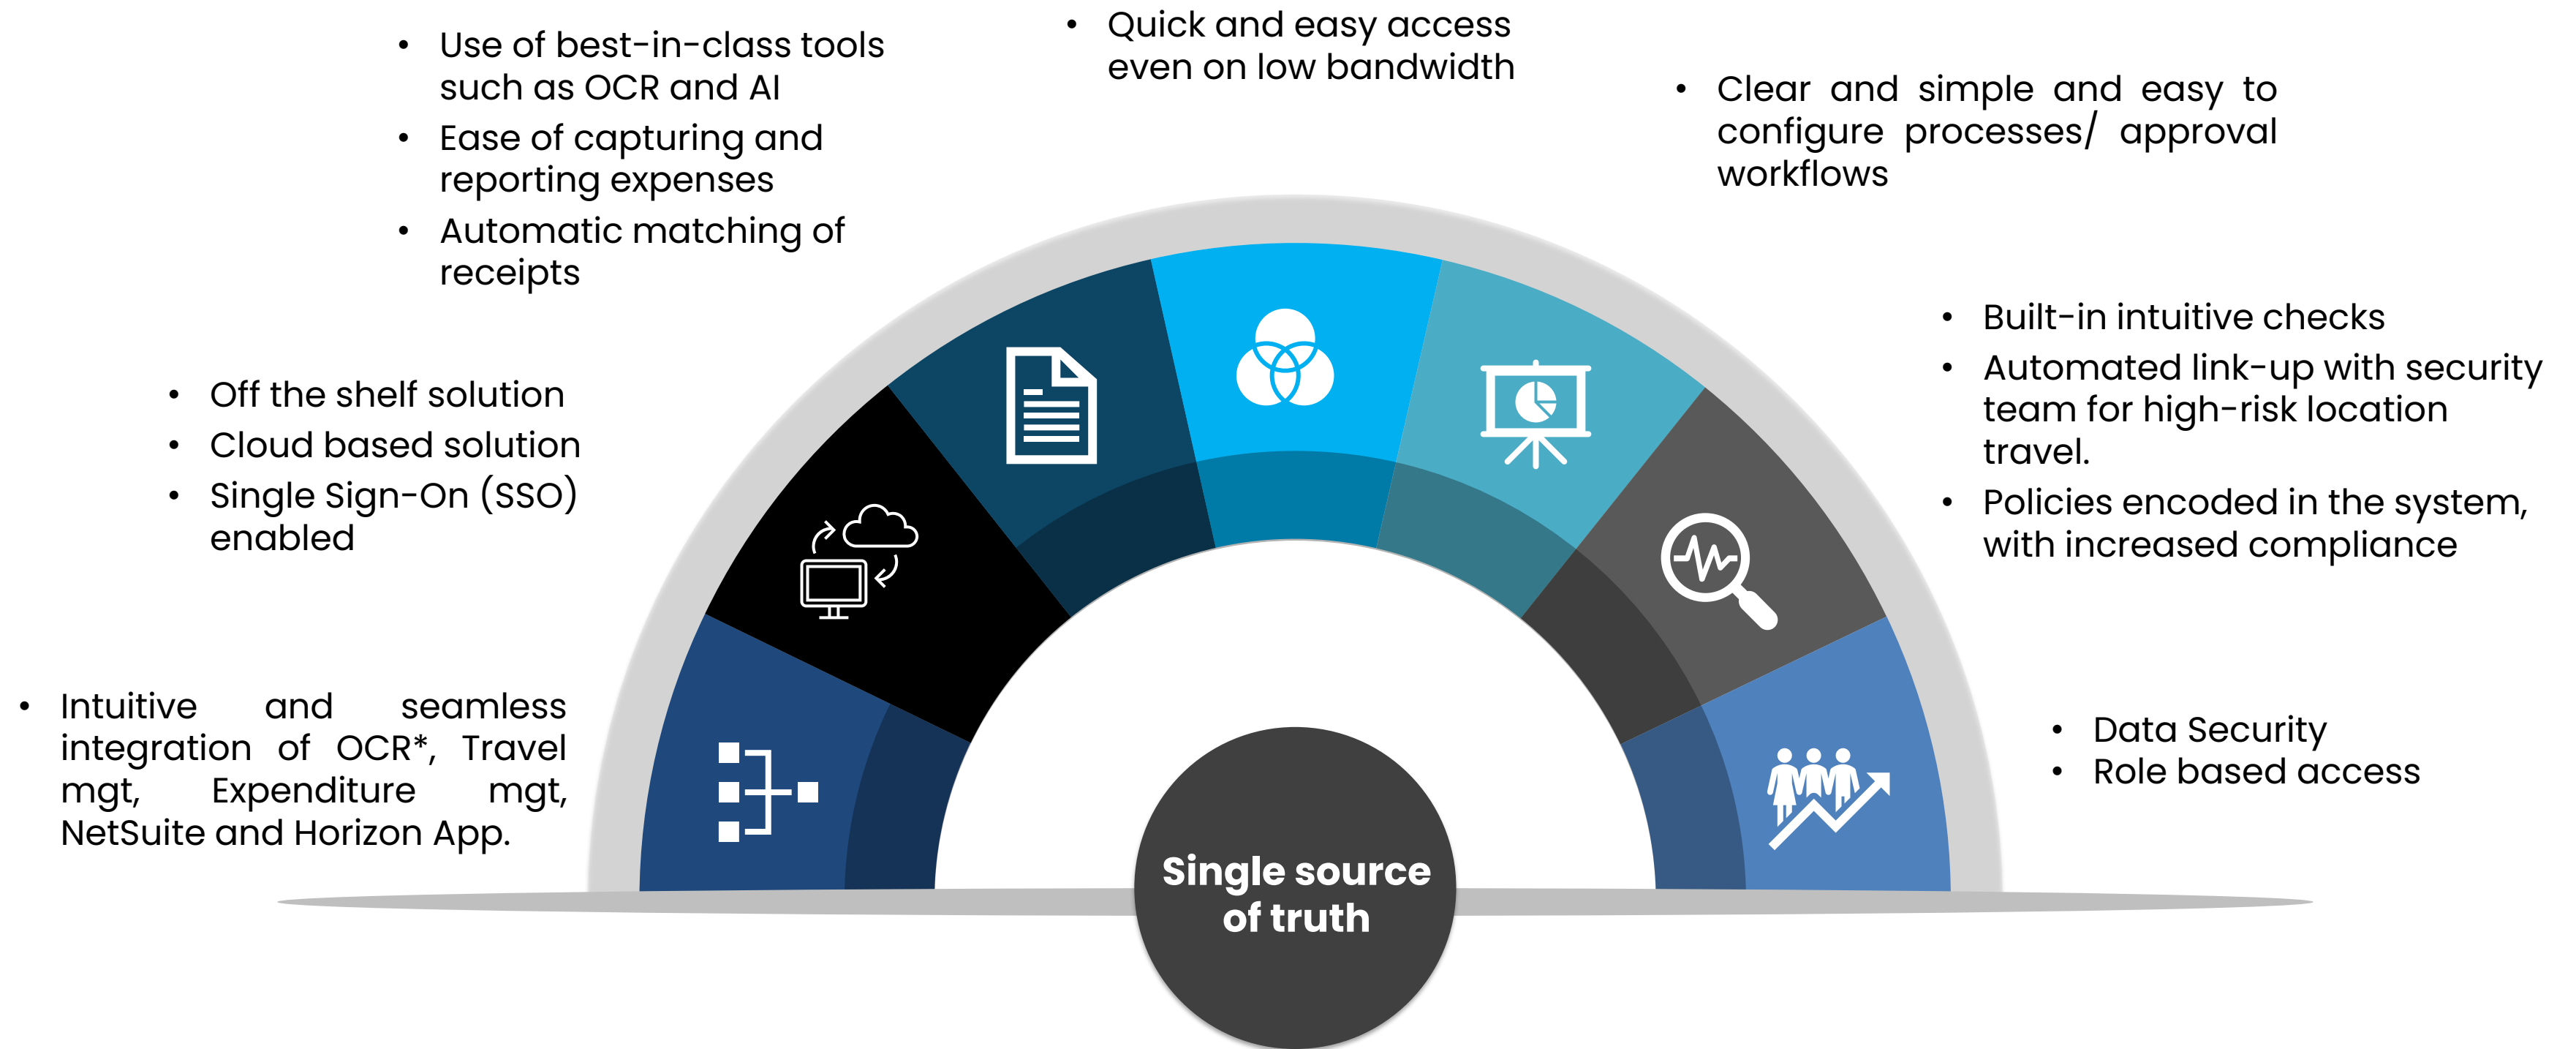 • Quick and easy access
even on low bandwidth
• Use of best-in-class tools
such as OCR and AI
• Ease of capturing and
reporting expenses
• Automatic matching of
receipts
• Clear and simple and easy to
configure processes/ approval
workflows
• Off the shelf solution
• Cloud based solution
• Single Sign-On (SSO)
enabled
• Built-in intuitive checks
• Automated link-up with security
team for high-risk location
travel.
• Policies encoded in the system,
with increased compliance
• Intuitive and seamless
integration of OCR*, Travel
mgt, Expenditure mgt,
NetSuite and Horizon App.
• Data Security
• Role based access
Single source
of truth